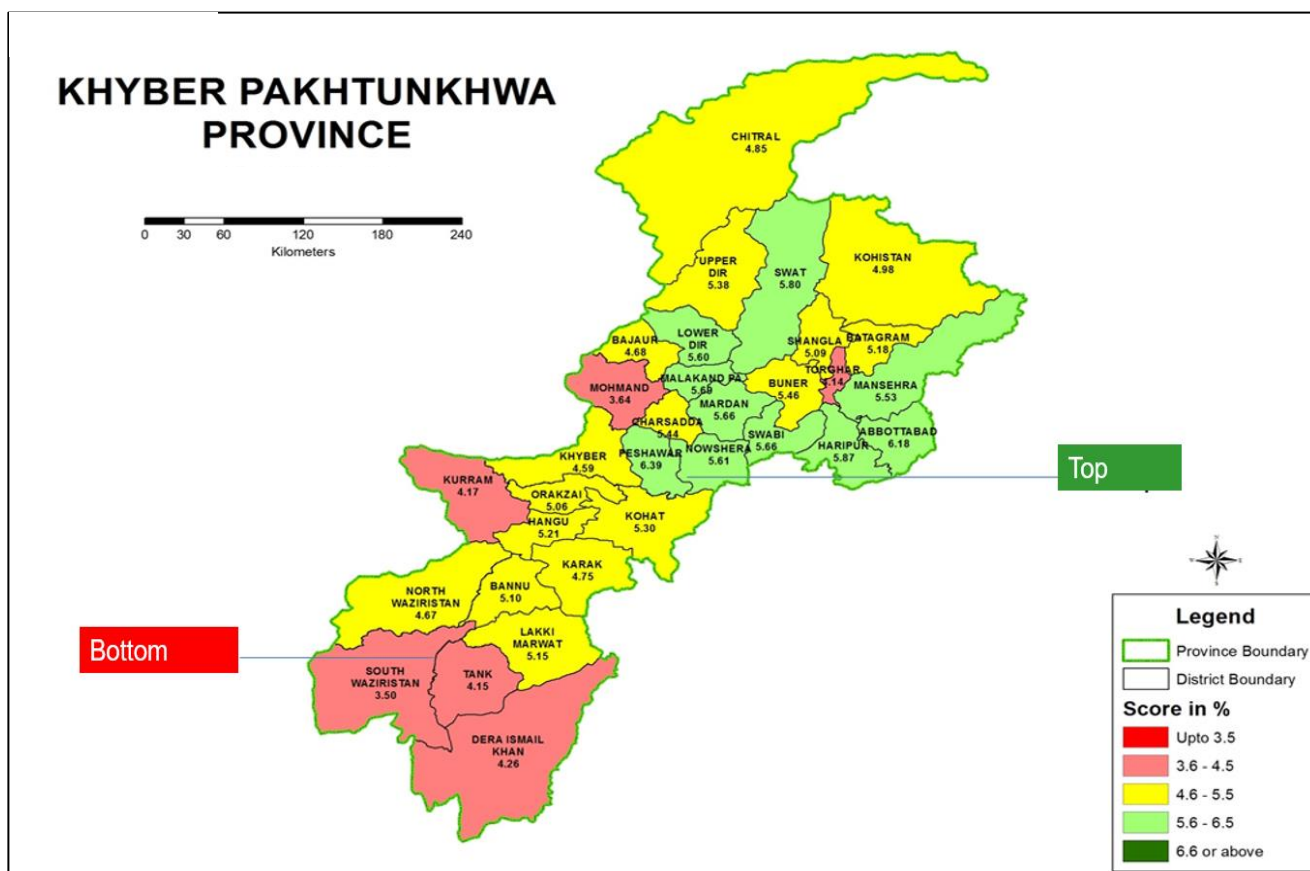 KHYBER PAKHTUNKHWA
PROVINCE
0 30 60 120 180 240
Kilometers
CHITRAL
4.85
UPPER
DIR
5.38
SWAT
5.80
KOHISTAN
4.98
LOWER
DIR
5.60
BAJAUR
4.68
SHANGLA
5.09
BATAGRAM
5.18
TORGHAR
4.14
MOHMAND
3.64
MALAKAND PA
5.69
BUNER
5.46
MANSEHRA
5.53
MARDAN
5.66
CHARSADDA
5.44
SWABI
5.66
ABBOTTABAD
6.18
HARIPUR
5.87
PESHAWAR
6.39
NOWSHERA
5.61
KHYBER
4.59
Top
KURRAM
4.17
ORAKZAI
5.06
HANGU
5.21
KOHAT
5.30
KARAK
4.75
BANNU
5.10
NORTH
WAZIRISTAN
4.67
LAKKI
MARWAT
5.15
Bottom
SOUTH
WAZIRISTAN
3.50
TANK
4.15
DERA ISMAIL
KHAN
4.26
Legend
Province Boundary
District Boundary
Score in %
Upto 3.5
3.6 - 4.5
4.6 - 5.5
5.6 - 6.5
6.6 or above